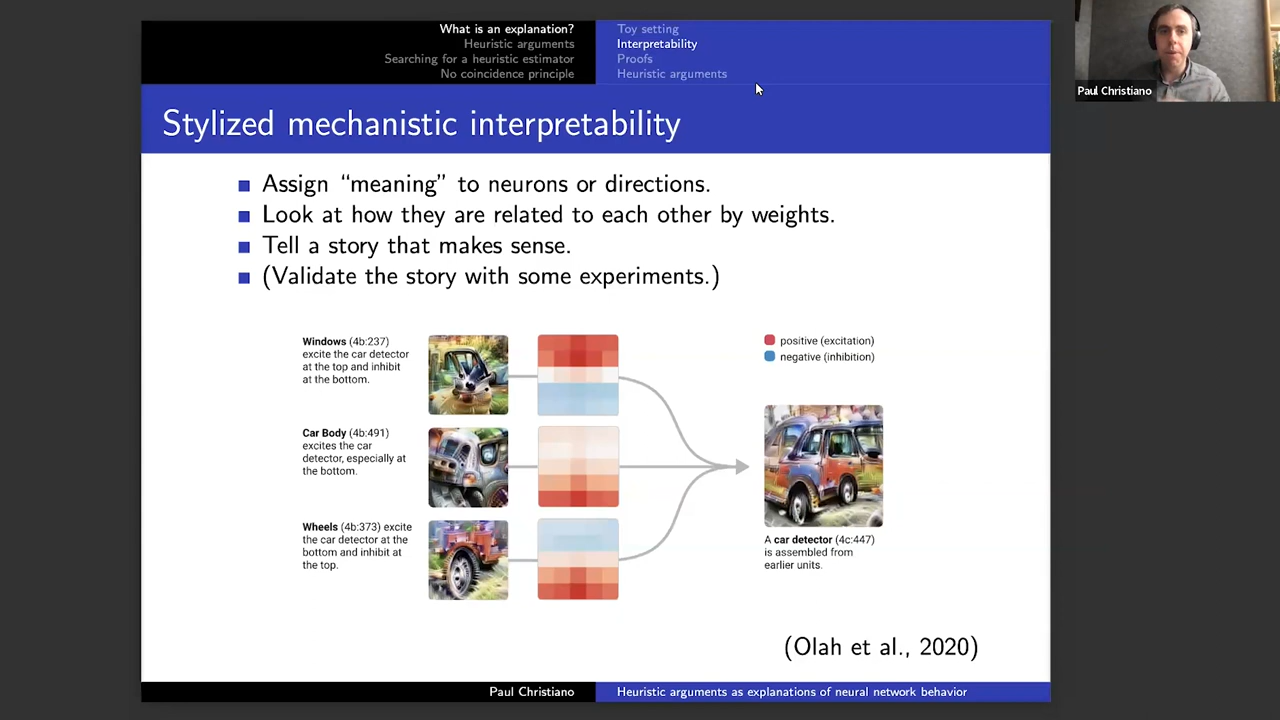 What is an explanation?
Heuristic arguments
Searching for a heuristic estimator
No coincidence principle
Toy setting
Interpretability
Proofs
Heuristic arguments
Paul Christiano
Stylized mechanistic interpretability
Assign “meaning” to neurons or directions.
Look at how they are related to each other by weights.
Tell a story that makes sense.
(Validate the story with some experiments.)
Windows (4b:237)
excite the car detector
at the top and inhibit
at the bottom.
Car Body (4b:491)
excites the car
detector, especially at
the bottom.
Wheels (4b:373) excite
the car detector at the
bottom and inhibit at
the top.
positive (excitation)
negative (inhibition)
A car detector (4c:447)
is assembled from
earlier units.
(Olah et al., 2020)
Paul Christiano
Heuristic arguments as explanations of neural network behavior